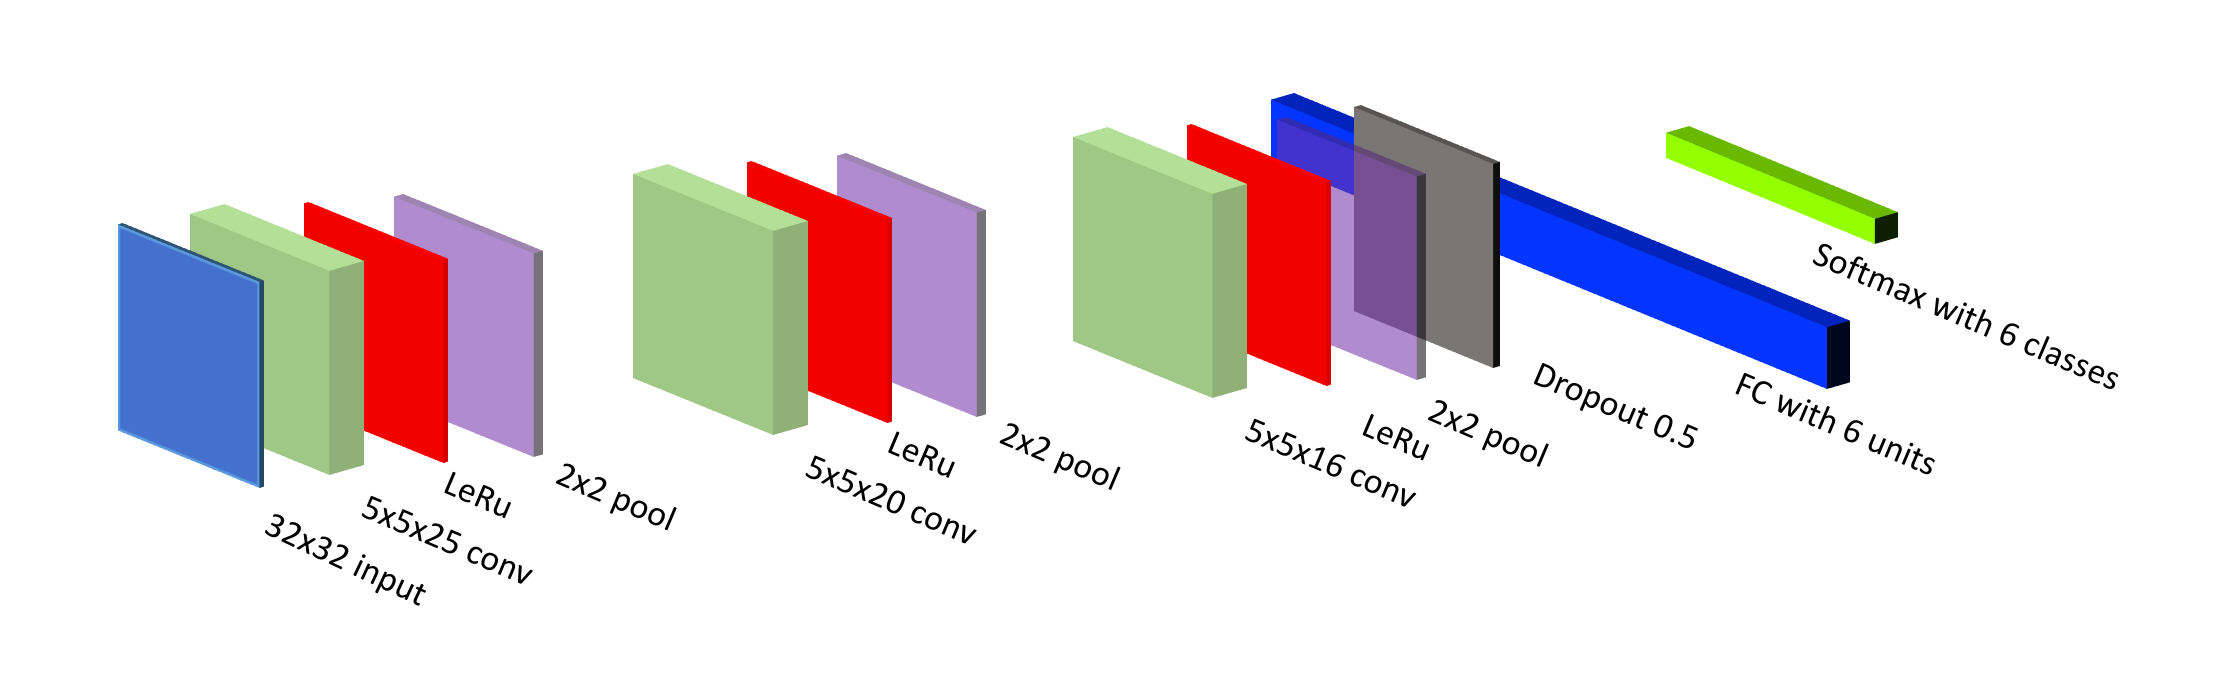 32x32 input
5x5x25 conv
LeRu
2x2 pool
5x5x20 conv
LeRu
2x2 pool
5x5x16 conv
LeRu
2x2 pool
Dropout 0.5
FC with 6 units
Softmax with 6 classes